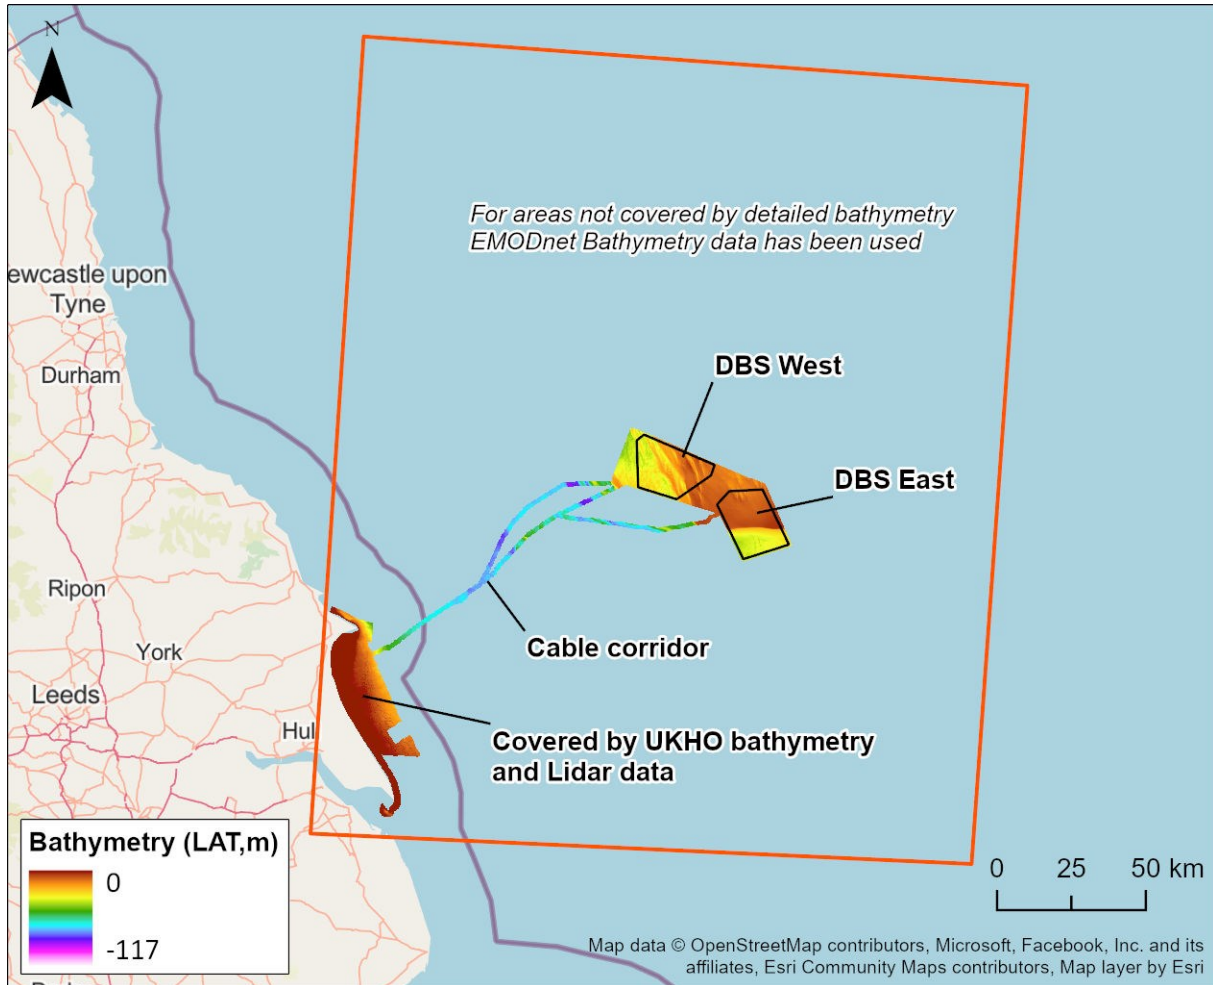 N
For areas not covered by detailed bathymetry
EMODnet Bathymetry data has been used
ewcastle upon
Tyne
DBS West
Durham
DBS East
Ripon
Cable corridor
York
Leeds
Hul
Covered by UKHO bathymetry
and Lidar data
Bathymetry (LAT,m)
0
-117
0 25 50 km
Map data © OpenStreetMap contributors, Microsoft, Facebook, Inc. and its
affiliates, Esri Community Maps contributors, Map layer by Esri